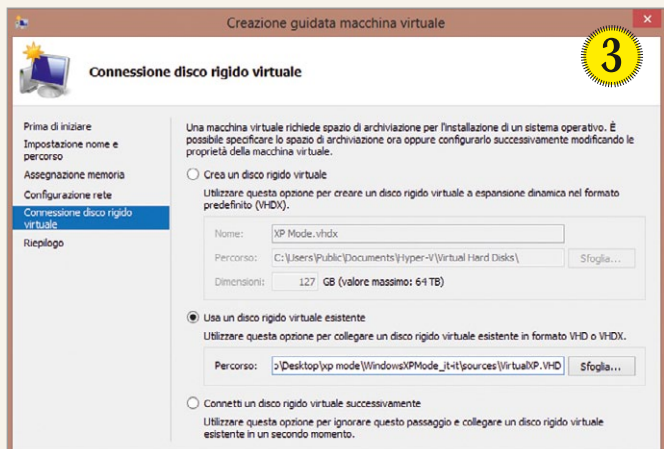 Creazione guidata macchina virtuale
3
Connessione disco rigido virtuale
Prima di iniziare
Impostazione nome e
percorso
Assegnazione memoria
Configurazione rete
Connessione disco rigido
virtuale
Riepilogo
Una macchina virtuale richiede spazio di archiviazione per l'installazione di un sistema operativo. È
possibile specificare lo spazio di archiviazione ora oppure configurarlo successivamente modificando le
proprietà della macchina virtuale.
Crea un disco rigido virtuale
Utilizzare questa opzione per creare un disco rigido virtuale a espansione dinamica nel formato
predefinito (VHDX).
Nome: XP Mode.vhdx
Percorso: C:\Users\Public\Documents\Hyper-V\Virtual Hard Disks\ Sfoglia...
Dimensioni: 127 GB (valore massimo: 64 TB)
Usa un disco rigido virtuale esistente
Utilizzare questa opzione per collegare un disco rigido virtuale esistente in formato VHD o VHDX.
Percorso: \Desktop\xp mode\WindowsXPMode_it-it\sources\VirtualXP.VHD Sfoglia...
Connetti un disco rigido virtuale successivamente
Utilizzare questa opzione per ignorare questo passaggio e collegare un disco rigido virtuale
esistente in un secondo momento.